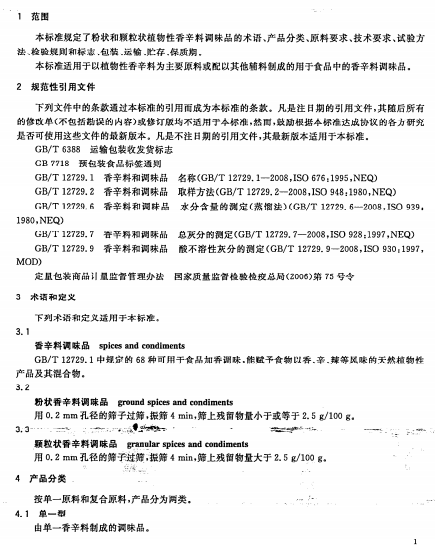 1 范围
本标准规定了粉状和颗粒状植物性香辛料调味品的术语、产品分类、原料要求、技术要求、试验方
法、检验规则和标志、包装、运输、贮存、保质期。
本标准适用于以植物性香辛料为主要原料或配以其他辅料制成的用于食品中的香辛料调味品。
2 规范性引用文件
下列文件中的条款通过本标准的引用而成为本标准的条款。凡是注日期的引用文件,其随后所有
的修改单(不包括勘误的内容)或修订版均不适用于本标准,然而,鼓励根据本标准达成协议的各方研究
是否可使用这些文件的最新版本。凡是不注日期的引用文件,其最新版本适用于本标准。
GB/T 6388 运输包装收发货标志
GB 7718 预包装食品标签通则
GB/T 12729.1 香辛料和调味品 名称(GB/T 12729.1—2008,ISO 676:1995,NEQ)
GB/T 12729.2 香辛料和调味品 取样方法(GB/T 12729.2—2008,ISO 948:1980,NEQ)
GB/T 12729.6 香辛料和调味品 水分含量的测定(蒸馏法)(GB/T 12729.6—2008,ISO 939:
1980,NEQ)
GB/T 12729.7 香辛料和调味品 总灰分的测定(GB/T 12729.7—2008,ISO 928:1997,NEQ)
GB/T 12729.9 香辛料和调味品 酸不溶性灰分的测定(GB/T 12729.9—2008,ISO 930:1997,
MOD)
定量包装商品计量监督管理办法 国家质量监督检验检疫总局(2006)第 75 号令
3 术语和定义
下列术语和定义适用于本标准。
3.1
香辛料调味品 spices and condiments
GB/T 12729.1 中规定的 68 种可用于食品加香调味,能赋予食物以香、辛、辣等风味的天然植物性
产品及其混合物。
3.2
粉状香辛料调味品 ground spices and condiments
用 0.2 mm 孔径的筛子过筛,振筛 4 min,筛上残留物量小于或等于 2.5 g/100 g。
3.3
颗粒状香辛料调味品 granular spices and condiments
用 0.2 mm 孔径的筛子过筛,振筛 4 min,筛上残留物量大于 2.5 g/100 g。
4 产品分类
按单一原料和复合原料,产品分为两类。
4.1 单一型
由单一香辛料制成的调味品。
1